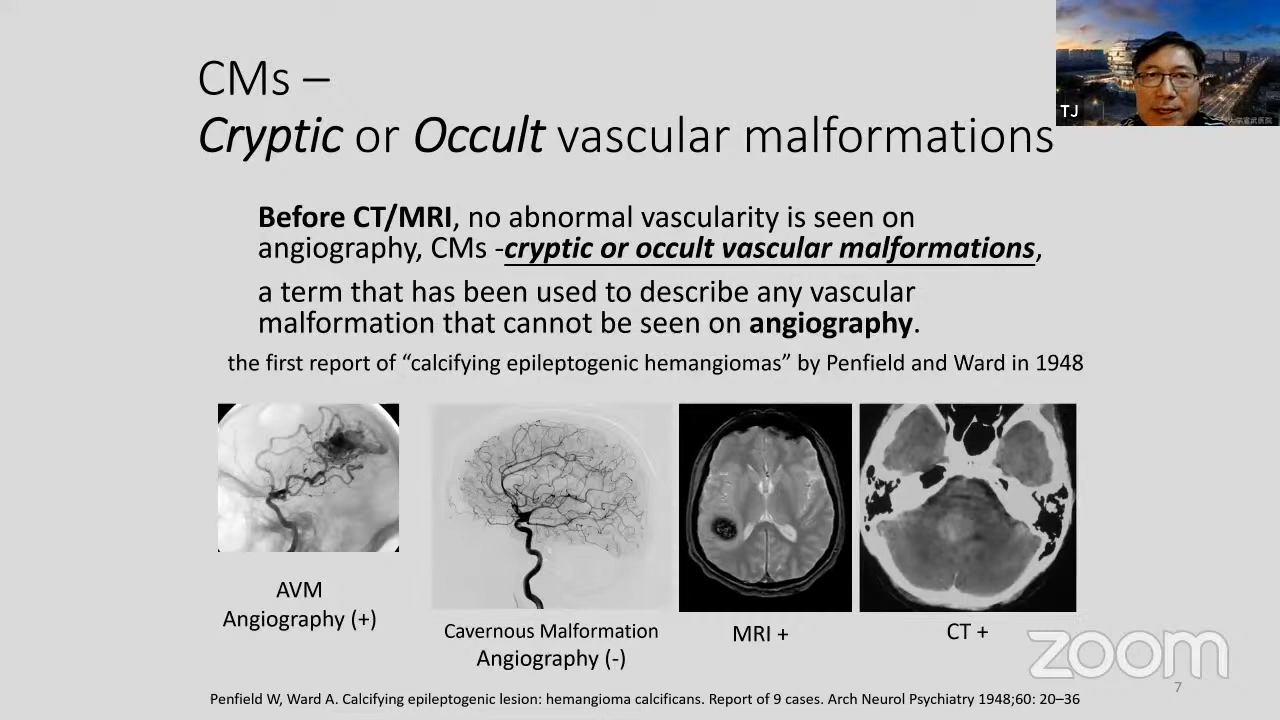 CMs –
Cryptic or Occult vascular malformations
TJ
Before CT/MRI, no abnormal vascularity is seen on
angiography, CMs -cryptic or occult vascular malformations,
a term that has been used to describe any vascular
malformation that cannot be seen on angiography.
the first report of “calcifying epileptogenic hemangiomas” by Penfield and Ward in 1948
AVM
Angiography (+)
Cavernous Malformation
Angiography (-)
MRI +
CT +
zoom
7
Penfield W, Ward A. Calcifying epileptogenic lesion: hemangioma calcificans. Report of 9 cases. Arch Neurol Psychiatry 1948;60: 20–36